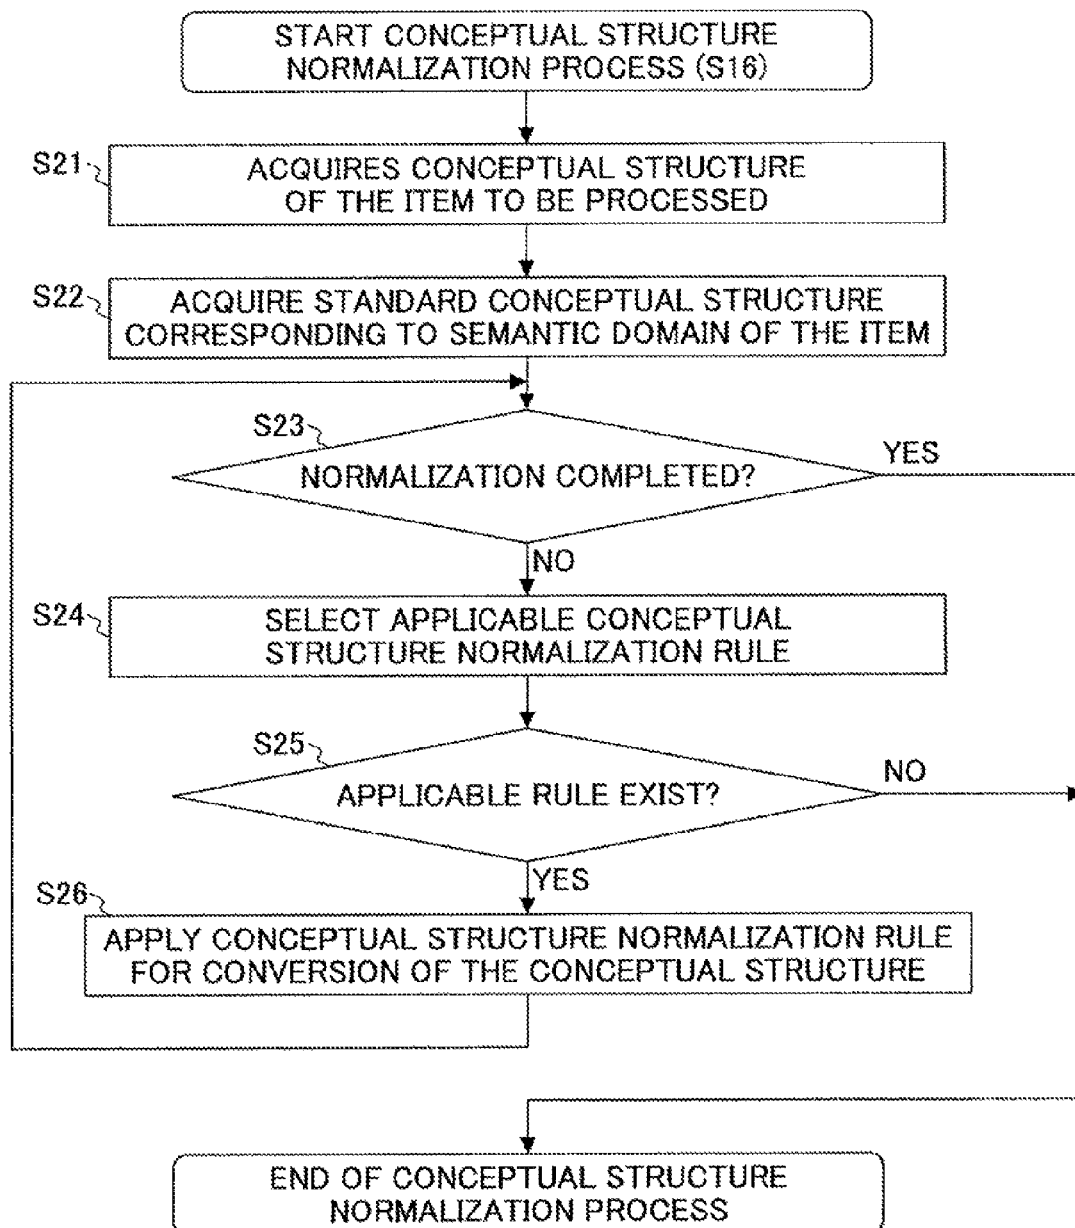 START CONCEPTUAL STRUCTURE
NORMALIZATION PROCESS (S16)
S21
ACQUIRES CONCEPTUAL STRUCTURE
OF THE ITEM TO BE PROCESSED
S22
ACQUIRE STANDARD CONCEPTUAL STRUCTURE
CORRESPONDING TO SEMANTIC DOMAIN OF THE ITEM
S23
YES
NORMALIZATION COMPLETED?
NO
S24
SELECT APPLICABLE CONCEPTUAL
STRUCTURE NORMALIZATION RULE
S25
NO
APPLICABLE RULE EXIST?
YES
S26
APPLY CONCEPTUAL STRUCTURE NORMALIZATION RULE
FOR CONVERSION OF THE CONCEPTUAL STRUCTURE
END OF CONCEPTUAL STRUCTURE
NORMALIZATION PROCESS